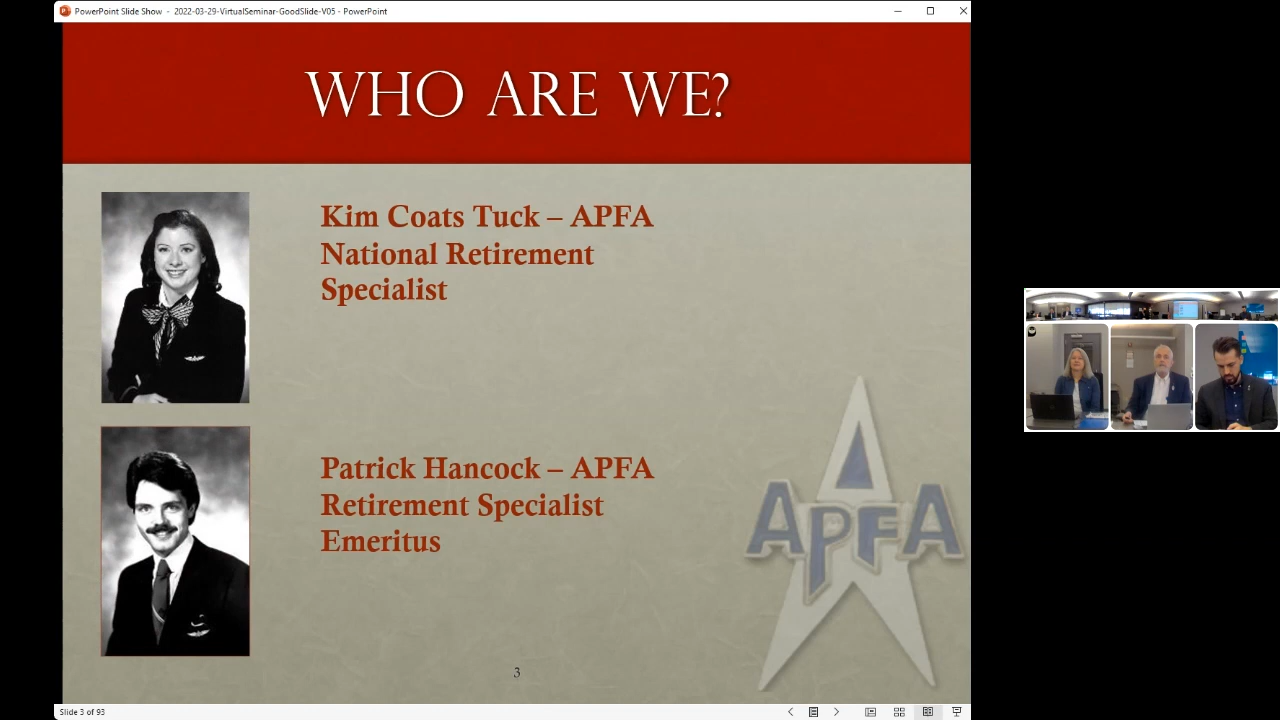 PowerPoint Slide Show - 2022-03-29-VirtualSeminar-GoodSlide-V05 - PowerPoint
WHO ARE WE?
Kim Coats Tuck – APFA
National Retirement
Specialist
Patrick Hancock – APFA
Retirement Specialist
Emeritus
APFA
3
Slide 3 of 93